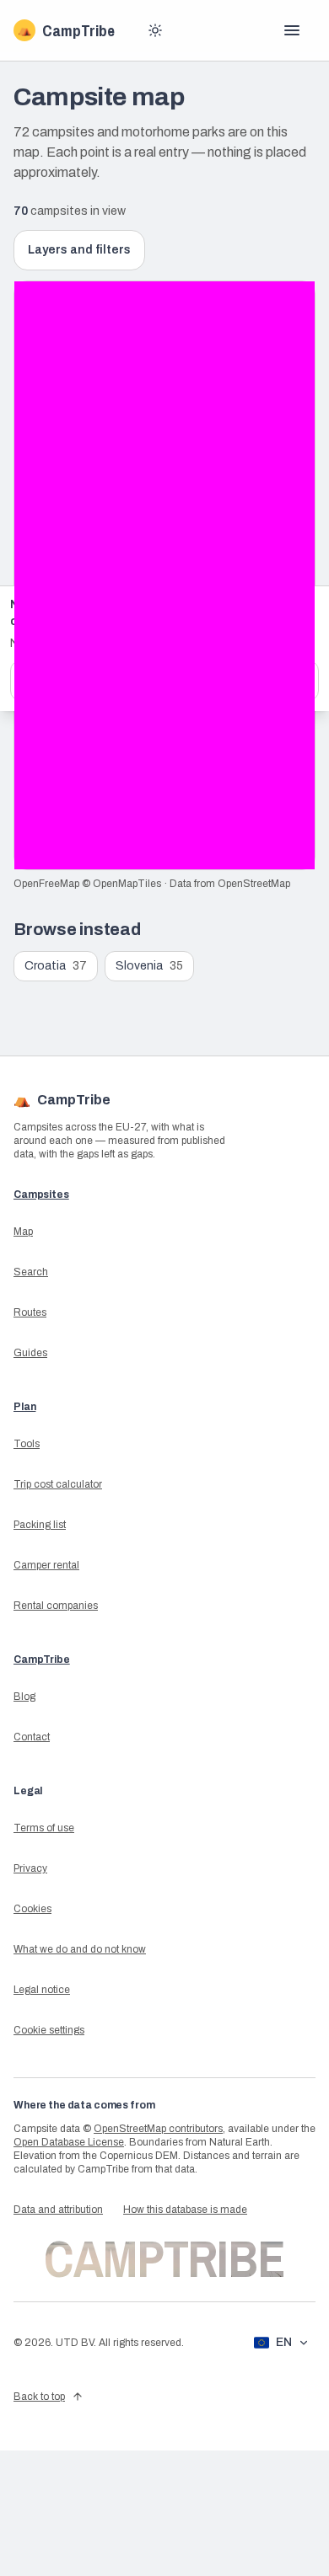 CampTribe
Campsite map
72 campsites and motorhome parks are on this
map. Each point is a real entry — nothing is placed
approximately.
70 campsites in view
Layers and filters
OpenFreeMap © OpenMapTiles · Data from OpenStreetMap
Browse instead
Croatia 37
Slovenia 35
CampTribe
Campsites across the EU-27, with what is
around each one — measured from published
data, with the gaps left as gaps.
Campsites
Map
Search
Routes
Guides
Plan
Tools
Trip cost calculator
Packing list
Camper rental
Rental companies
CampTribe
Blog
Contact
Legal
Terms of use
Privacy
Cookies
What we do and do not know
Legal notice
Cookie settings
Where the data comes from
Campsite data © OpenStreetMap contributors, available under the
Open Database License. Boundaries from Natural Earth.
Elevation from the Copernicus DEM. Distances and terrain are
calculated by CampTribe from that data.
Data and attribution How this database is made
CAMPTRIBE
© 2026. UTD BV. All rights reserved.
EN
Back to top